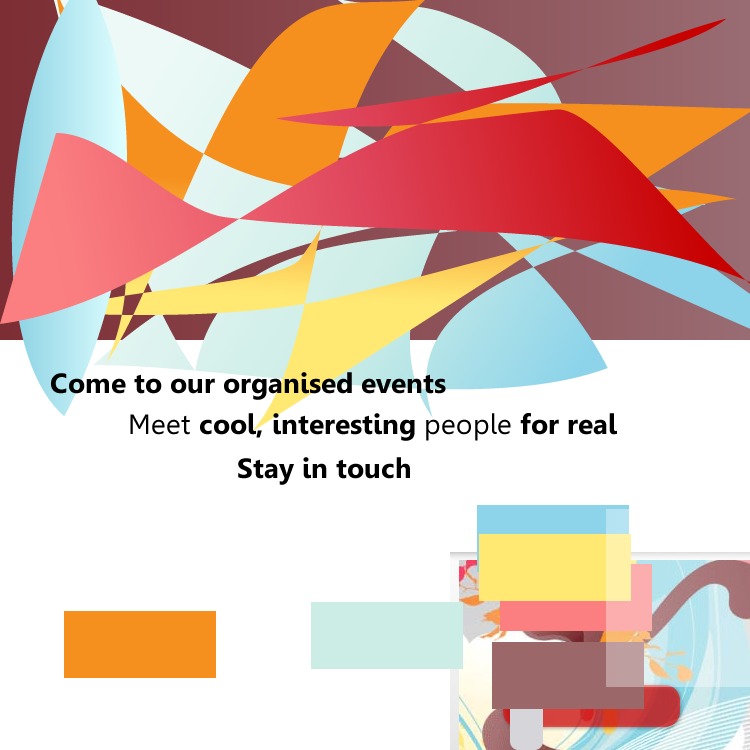 Come to our organised events
Meet cool, interesting people for real
Stay in touch